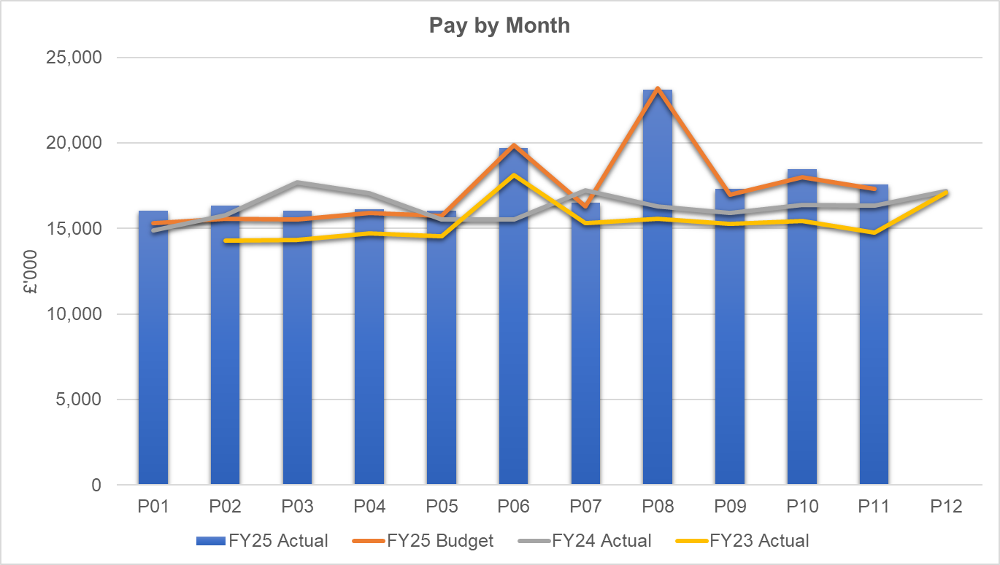 Pay by Month
25,000
20,000
15,000
10,000
5,000
0
£'000
P01 P02 P03 P04 P05 P06 P07 P08 P09 P10 P11 P12
FY25 Actual FY25 Budget FY24 Actual FY23 Actual